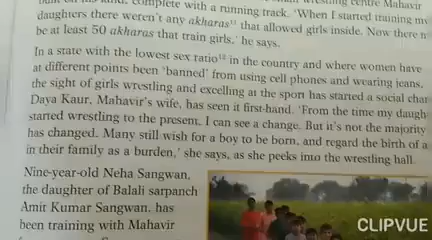 complete with a running track. 'When I started training my
daughters there weren't any akharas¹¹ that allowed girls inside. Now there
be at least 50 akharas that train girls,' he says.
In a state with the lowest sex ratio¹² in the country and where women have
at different points been 'banned' from using cell phones and wearing jeans,
the sight of girls wrestling and excelling at the sport has started a social
Daya Kaur, Mahavir's wife, has seen it first-hand. 'From the time my
started wrestling to the present, I can see a change. But it's not the majority
has changed. Many still wish for a boy to be born, and regard the birth of a
in their family as a burden,' she says, as she peeks into the wrestling hall.
Nine-year-old Neha Sangwan,
the daughter of Balali sarpanch
Amit Kumar Sangwan, has
been training with Mahavir
CLIPVUE